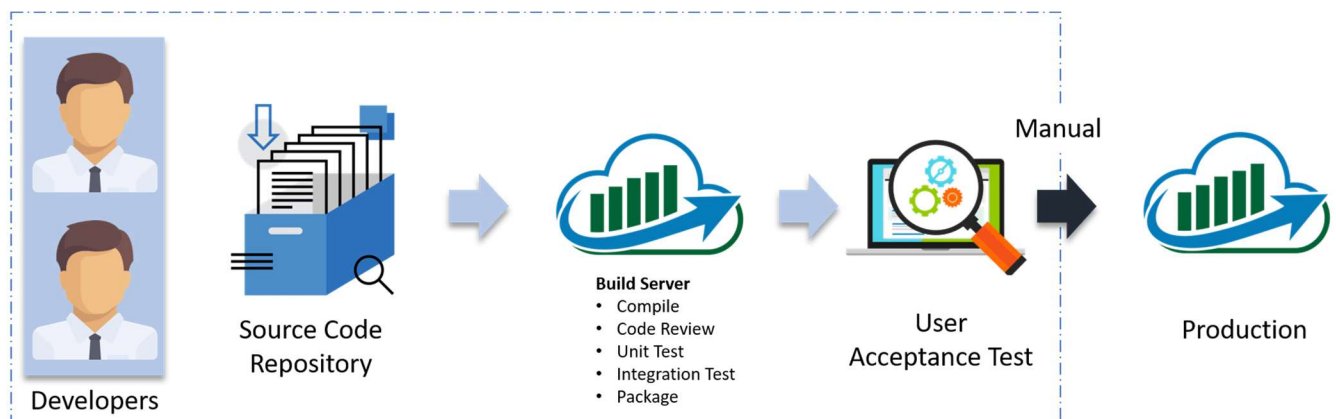 Developers
Source Code
Repository
Build Server
• Compile
• Code Review
• Unit Test
• Integration Test
• Package
User
Acceptance Test
Manual
Production